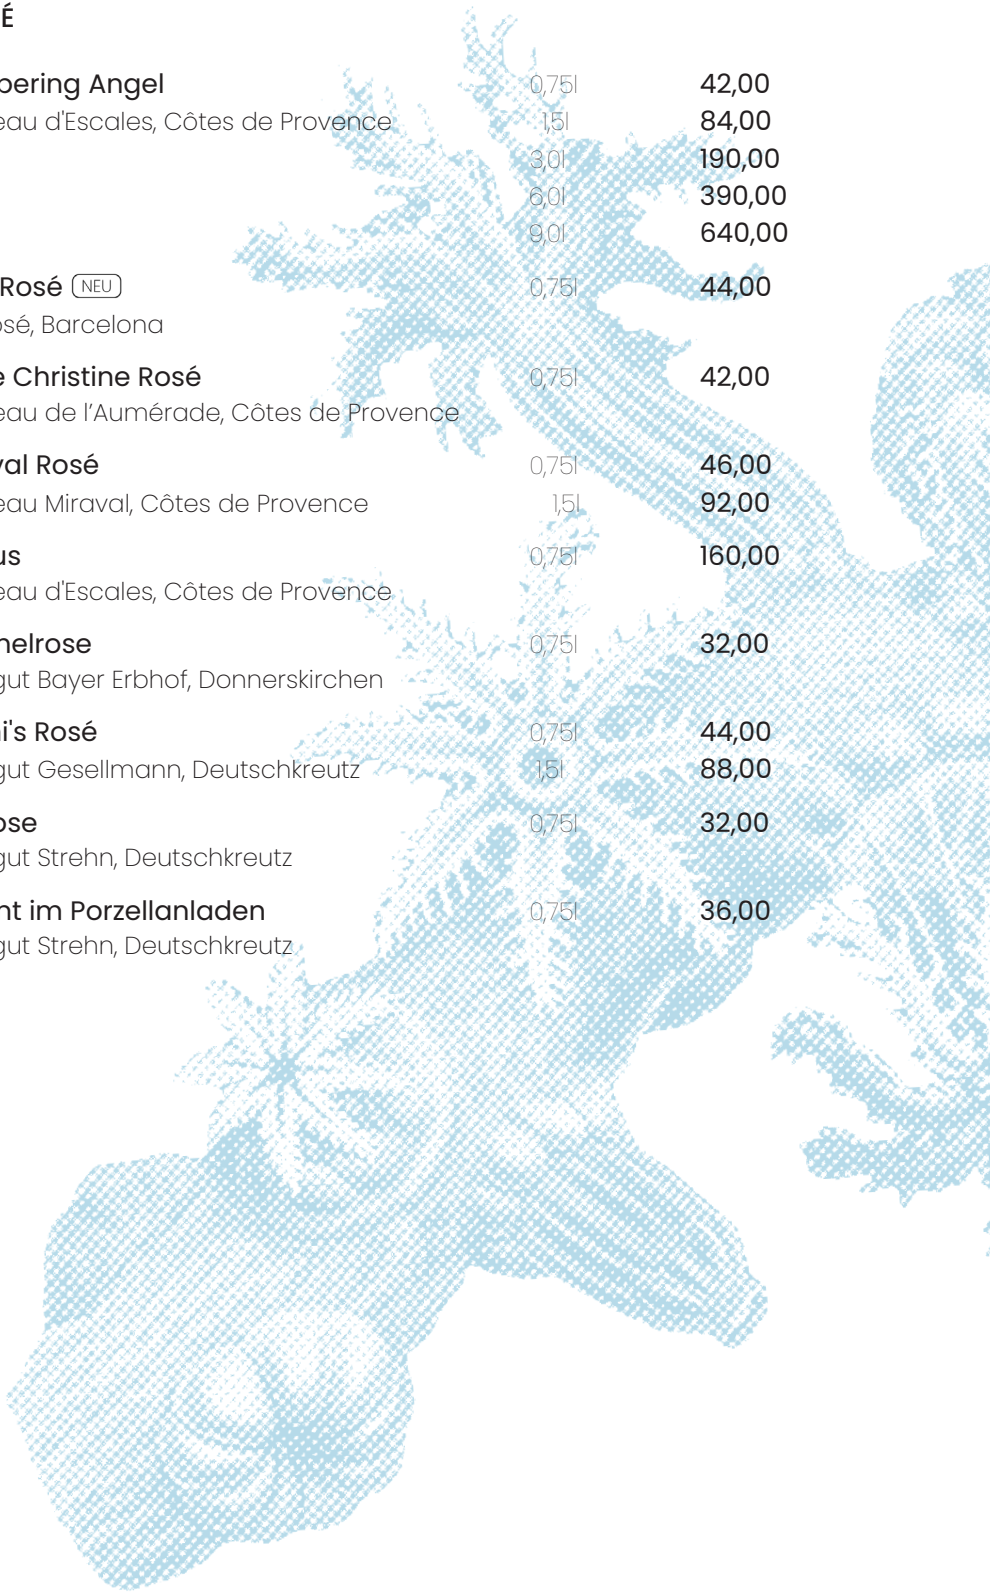 É
pering Angel 0,75l 42,00
eau d'Escales, Côtes de Provence 1,5l 84,00
3,0l 190,00
6,0l 390,00
9,0l 640,00
Rosé NEU 0,75l 44,00
osé, Barcelona
e Christine Rosé 0,75l 42,00
eau de l’Aumérade, Côtes de Provence
val Rosé 0,75l 46,00
eau Miraval, Côtes de Provence 1,5l 92,00
us 0,75l 160,00
eau d'Escales, Côtes de Provence
nelrose 0,75l 32,00
gut Bayer Erbhof, Donnerskirchen
ni's Rosé 0,75l 44,00
gut Gesellmann, Deutschkreutz 1,5l 88,00
ose 0,75l 32,00
gut Strehn, Deutschkreutz
nt im Porzellanladen 0,75l 36,00
gut Strehn, Deutschkreutz